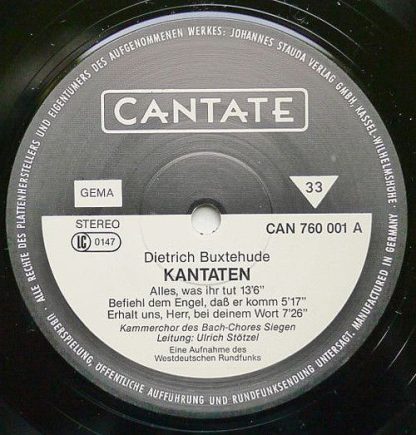 ALLE RECHTE DES PLATTENHERSTELLERS UND EIGENTÜMERS DES AUFGENOMMENEN WERKES: JOHANNES STAUDA VERLAG GMBH, KASSEL-WILHELMSHÖHE
CANTATE
GEMA
33
STEREO
LC 0147
CAN 760 001 A
Dietrich Buxtehude
KANTATEN
Alles, was ihr tut 13'6"
Befiehl dem Engel, daß er komm 5'17"
Erhalt uns, Herr, bei deinem Wort 7'26"
Kammerchor des Bach-Chores Siegen
Leitung: Ulrich Stötzel
Eine Aufnahme des
Westdeutschen Rundfunks
ÜBERSPIELUNG, ÖFFENTLICHE AUFFÜHRUNG UND RUNDFUNKSENDUNG UNTERSAGT. MANUFACTURED IN GERMANY ·